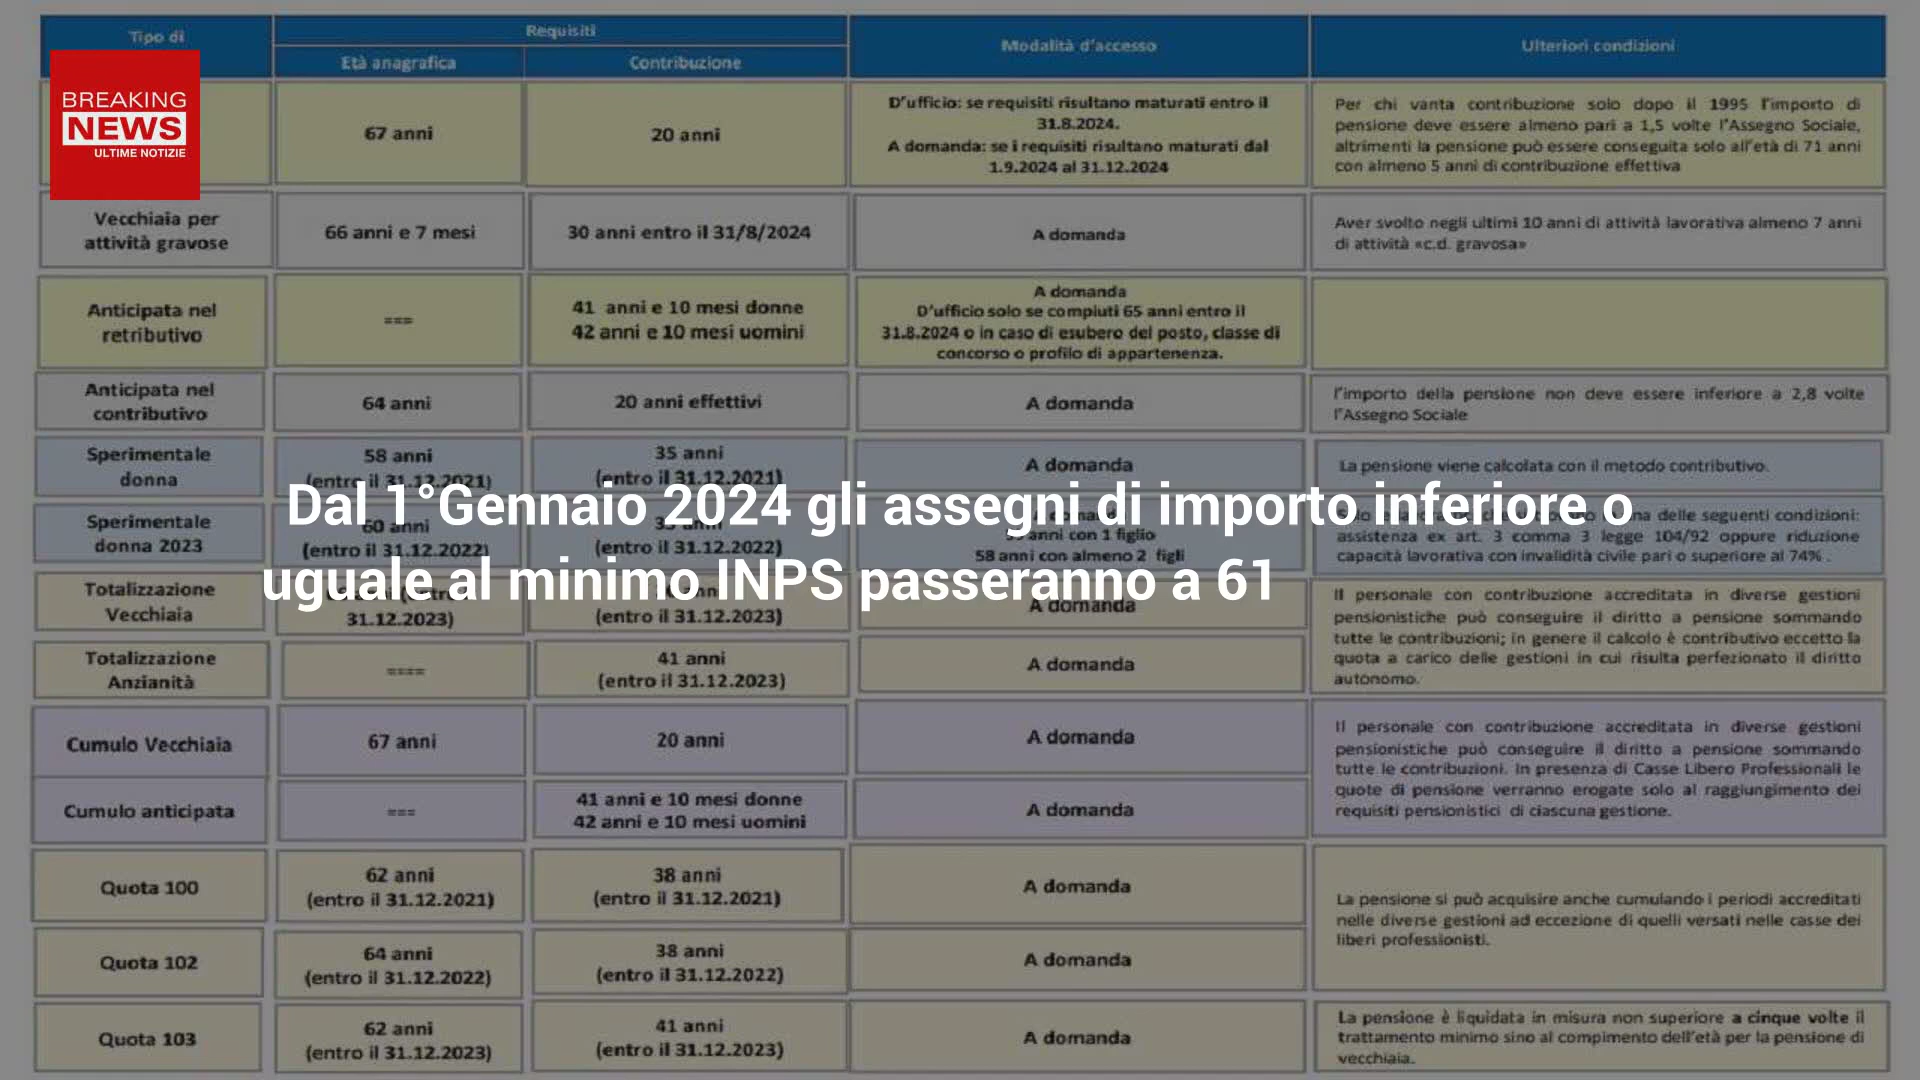 Tipo di
Requisiti
Età anagrafica
Contribuzione
Modalità d'accesso
Ulteriori condizioni
BREAKING
NEWS
ULTIME NOTIZIE
67 anni
20 anni
D'ufficio: se requisiti risultano maturati entro il
31.8.2024.
A domanda: se i requisiti risultano maturati dal
1.9.2024 al 31.12.2024
Per chi vanta contribuzione solo dopo il 1995 l'importo di
pensione deve essere almeno pari a 1,5 volte l'Assegno Sociale,
altrimenti la pensione può essere conseguita solo all'età di 71 anni
con almeno 5 anni di contribuzione effettiva
Vecchiaia per
attività gravose
66 anni e 7 mesi
30 anni entro il 31/8/2024
A domanda
Aver svolto negli ultimi 10 anni di attività lavorativa almeno 7 anni
di attività «c.d. gravosa»
Anticipata nel
retributivo
===
41 anni e 10 mesi donne
42 anni e 10 mesi uomini
A domanda
D'ufficio solo se compiuti 65 anni entro il
31.8.2024 o in caso di esubero del posto, classe di
concorso o profilo di appartenenza.
Anticipata nel
contributivo
64 anni
20 anni effettivi
A domanda
l'importo della pensione non deve essere inferiore a 2,8 volte
l'Assegno Sociale
Sperimentale
donna
58 anni
(entro il 31.12.2021)
35 anni
(entro il 31.12.2021)
A domanda
La pensione viene calcolata con il metodo contributivo.
Dal 1°Gennaio 2024 gli assegni di importo inferiore o
uguale al minimo INPS passeranno a 61
Sperimentale
donna 2023
60 anni
(entro il 31.12.2022)
(entro il 31.12.2022)
anni con 1 figlio
58 anni con almeno 2 figli
una delle seguenti condizioni:
assistenza ex art. 3 comma 3 legge 104/92 oppure riduzione
capacità lavorativa con invalidità civile pari o superiore al 74% .
Totalizzazione
Vecchiaia
31.12.2023)
(entro il 31.12.2023)
A domanda
Il personale con contribuzione accreditata in diverse gestioni
pensionistiche può conseguire il diritto a pensione sommando
tutte le contribuzioni; in genere il calcolo è contributivo eccetto la
quota a carico delle gestioni in cui risulta perfezionato il diritto
autonomo.
Totalizzazione
Anzianità
====
41 anni
(entro il 31.12.2023)
A domanda
Cumulo Vecchiaia
67 anni
20 anni
A domanda
Il personale con contribuzione accreditata in diverse gestioni
pensionistiche può conseguire il diritto a pensione sommando
tutte le contribuzioni. In presenza di Casse Libero Professionali le
quote di pensione verranno erogate solo al raggiungimento dei
requisiti pensionistici di ciascuna gestione.
Cumulo anticipata
===
41 anni e 10 mesi donne
42 anni e 10 mesi uomini
A domanda
Quota 100
62 anni
(entro il 31.12.2021)
38 anni
(entro il 31.12.2021)
A domanda
La pensione si può acquisire anche cumulando i periodi accreditati
nelle diverse gestioni ad eccezione di quelli versati nelle casse dei
liberi professionisti.
Quota 102
64 anni
(entro il 31.12.2022)
38 anni
(entro il 31.12.2022)
A domanda
Quota 103
62 anni
(entro il 31.12.2023)
41 anni
(entro il 31.12.2023)
A domanda
La pensione è liquidata in misura non superiore a cinque volte il
trattamento minimo sino al compimento dell'età per la pensione di
vecchiaia.